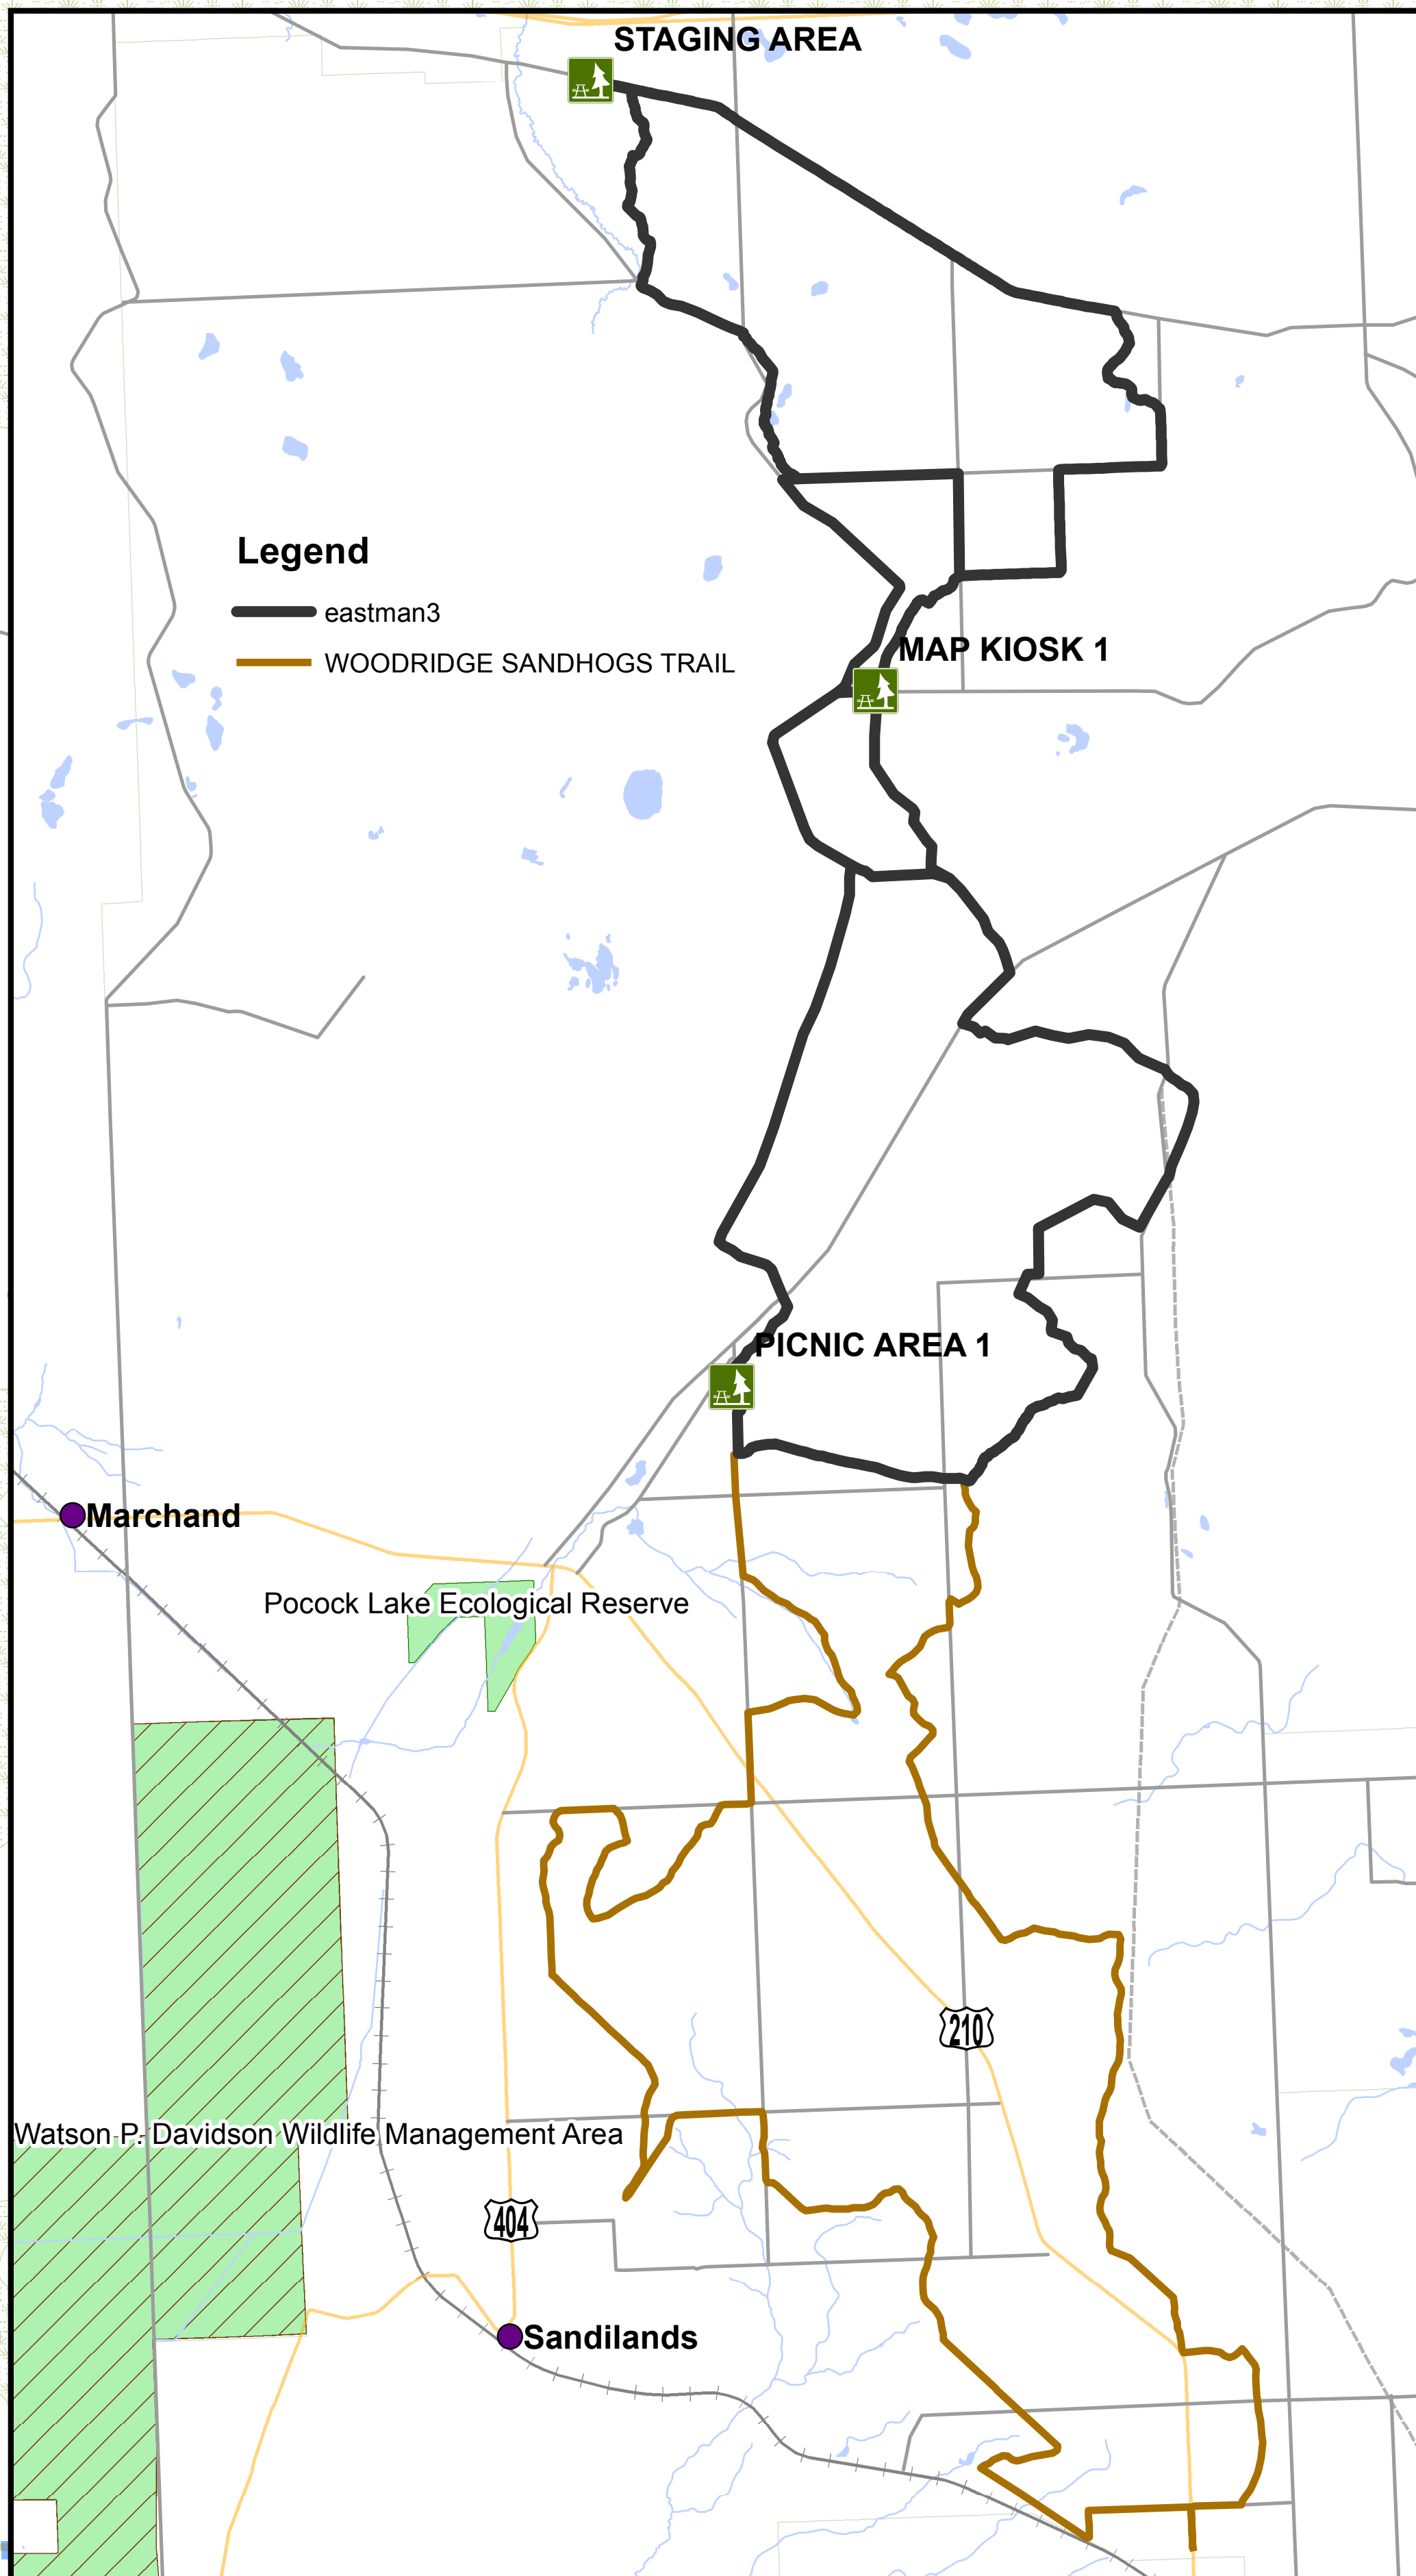 STAGING AREA
Legend
eastman3
WOODRIDGE SANDHOGS TRAIL
MAP KIOSK 1
PICNIC AREA 1
Marchand
Pocock Lake Ecological Reserve
210
Watson P. Davidson Wildlife Management Area
404
Sandilands